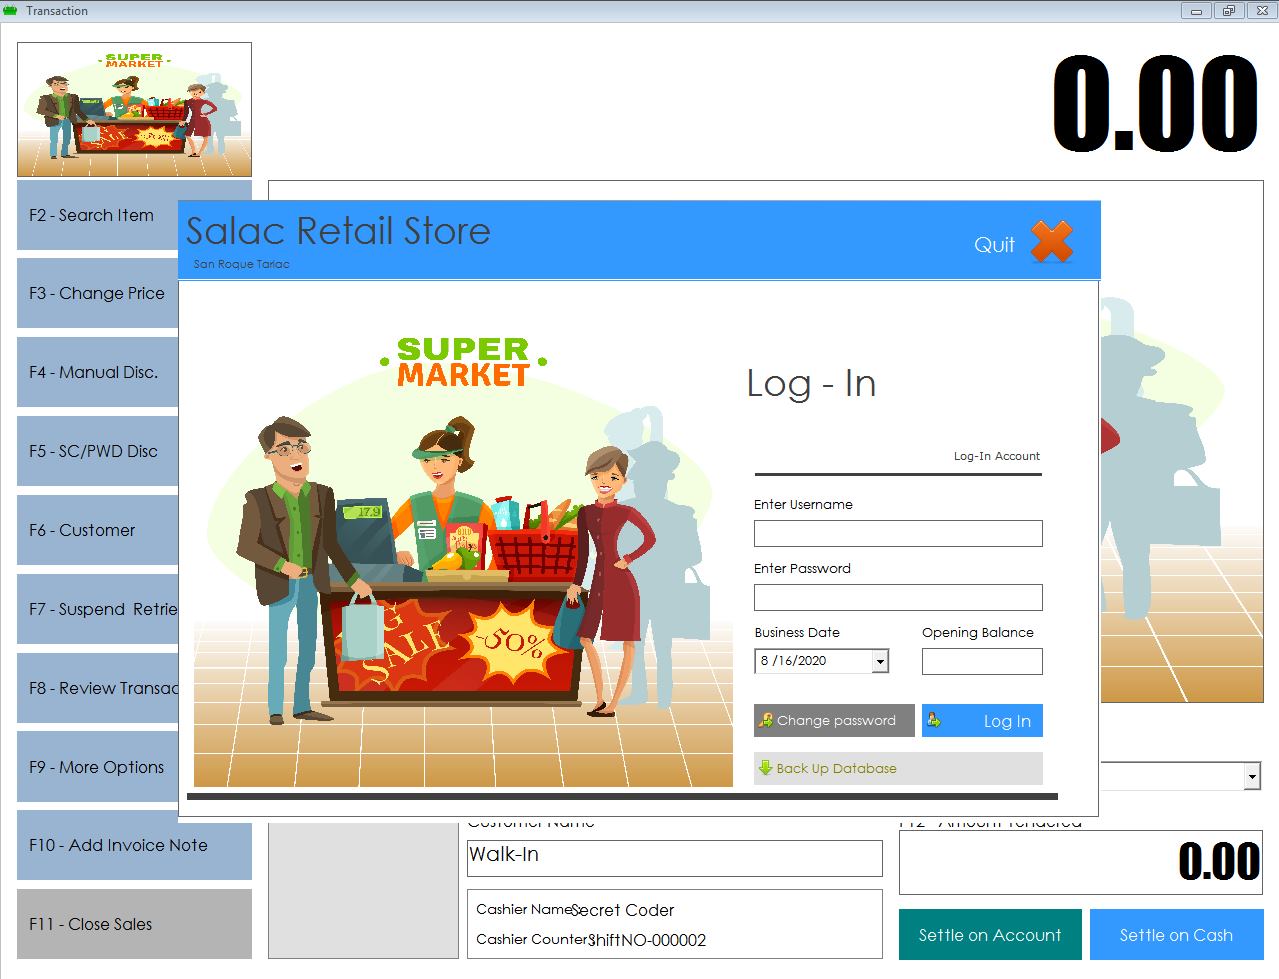 Transaction
SUPER
MARKET
SALE
-50%
0.00
F2 - Search Item
F3 - Change Price
F4 - Manual Disc.
F5 - SC/PWD Disc
F6 - Customer
F7 - Suspend Retrie
F8 - Review Transac
F9 - More Options
F10 - Add Invoice Note
F11 - Close Sales
Salac Retail Store
San Roque Tarlac
Quit
SUPER
MARKET
17.9
SALE
-50%
Log - In
Log-In Account
Enter Username
Enter Password
Business Date
Opening Balance
8 /16/2020
Change password
Log In
Back Up Database
Customer Name
Walk-In
Cashier Name: Secret Coder
Cashier Counter: ShiftNO-000002
F12 - Amount Tendered
0.00
Settle on Account
Settle on Cash